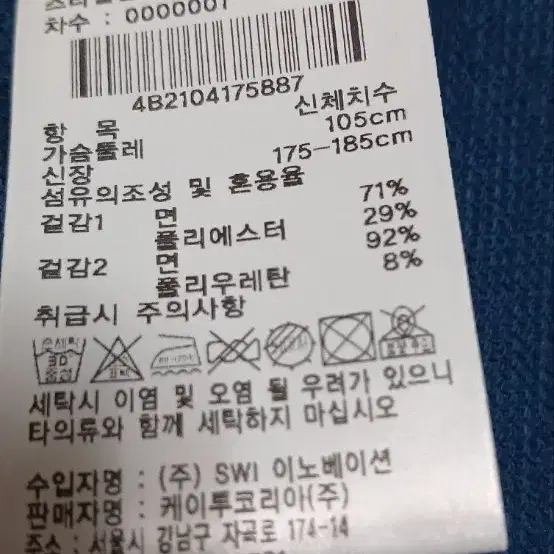 차수 : 0000001
4B2104175887
항 목 신체치수
가슴둘레 105cm
신장 175-185cm
섬유의조성 및 혼용율
겉감1 면 71%
폴리에스터 29%
겉감2 면 92%
폴리우레탄 8%
취급시 주의사항
손세탁 30 중성
세탁시 이염 및 오염 될 우려가 있으니
타의류와 함께 세탁하지 마십시오
수입자명 : (주) SWI 이노베이션
판매자명 : 케이투코리아(주)
주소 : 서울시 강남구 자곡로 174-14